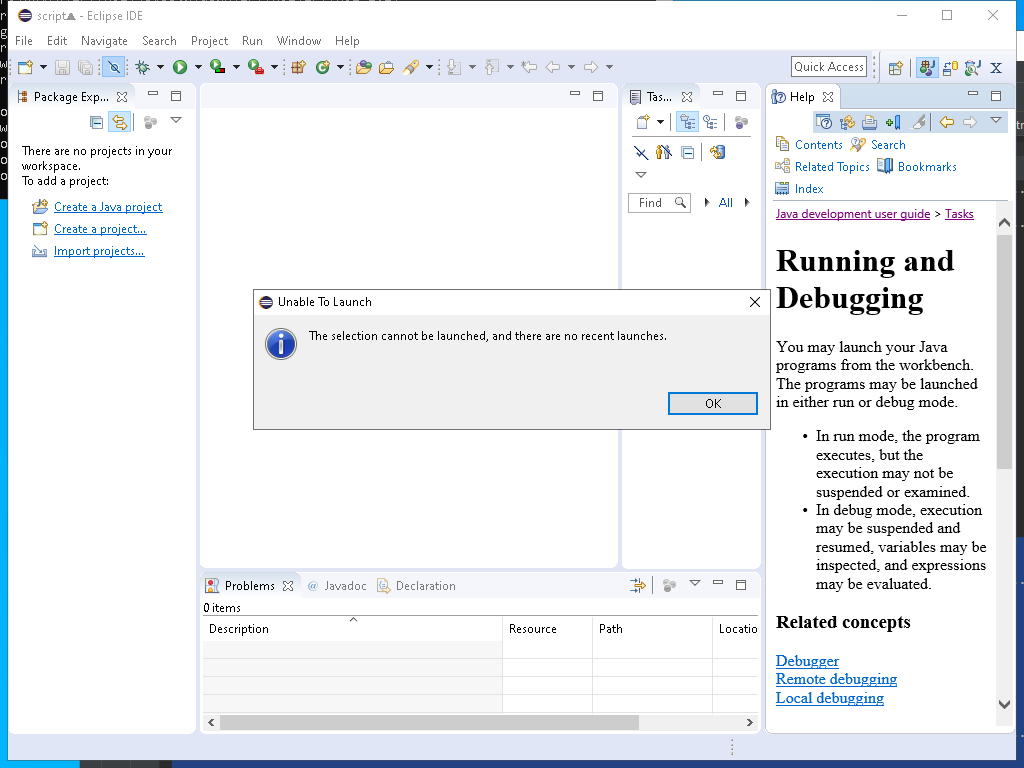 script▲ - Eclipse IDE
File Edit Navigate Search Project Run Window Help
Quick Access
Package Exp...
There are no projects in your
workspace.
To add a project:
Create a Java project
Create a project...
Import projects...
Tas...
Find
All
Unable To Launch
The selection cannot be launched, and there are no recent launches.
OK
Problems Javadoc Declaration
0 items
Description Resource Path Locatio
Help
Contents Search
Related Topics Bookmarks
Index
Java development user guide > Tasks
Running and
Debugging
You may launch your Java
programs from the workbench.
The programs may be launched
in either run or debug mode.
• In run mode, the program
executes, but the
execution may not be
suspended or examined.
• In debug mode, execution
may be suspended and
resumed, variables may be
inspected, and expressions
may be evaluated.
Related concepts
Debugger
Remote debugging
Local debugging